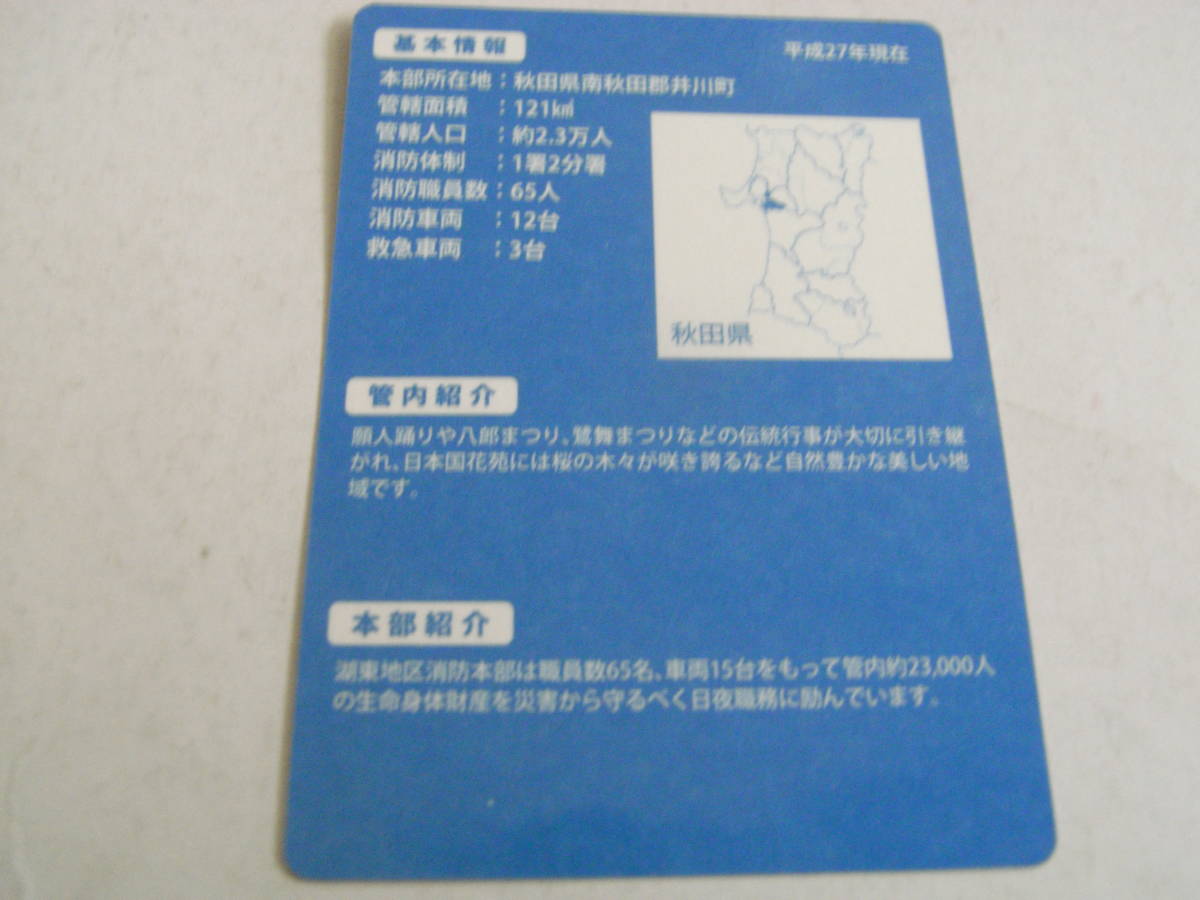 基本情報
平成27年現在
本部所在地：秋田県南秋田郡井川町
管轄面積：121㎢
管轄人口：約2.3万人
消防体制：1署2分署
消防職員数：65人
消防車両：12台
救急車両：3台
秋田県
管内紹介
願人踊りや八郎まつり、鷺舞まつりなどの伝統行事が大切に引き継
がれ、日本国花苑には桜の木々が咲き誇るなど自然豊かな美しい地
域です。
本部紹介
湖東地区消防本部は職員数65名、車両15台をもって管内約23,000人
の生命身体財産を災害から守るべく日夜職務に励んでいます。